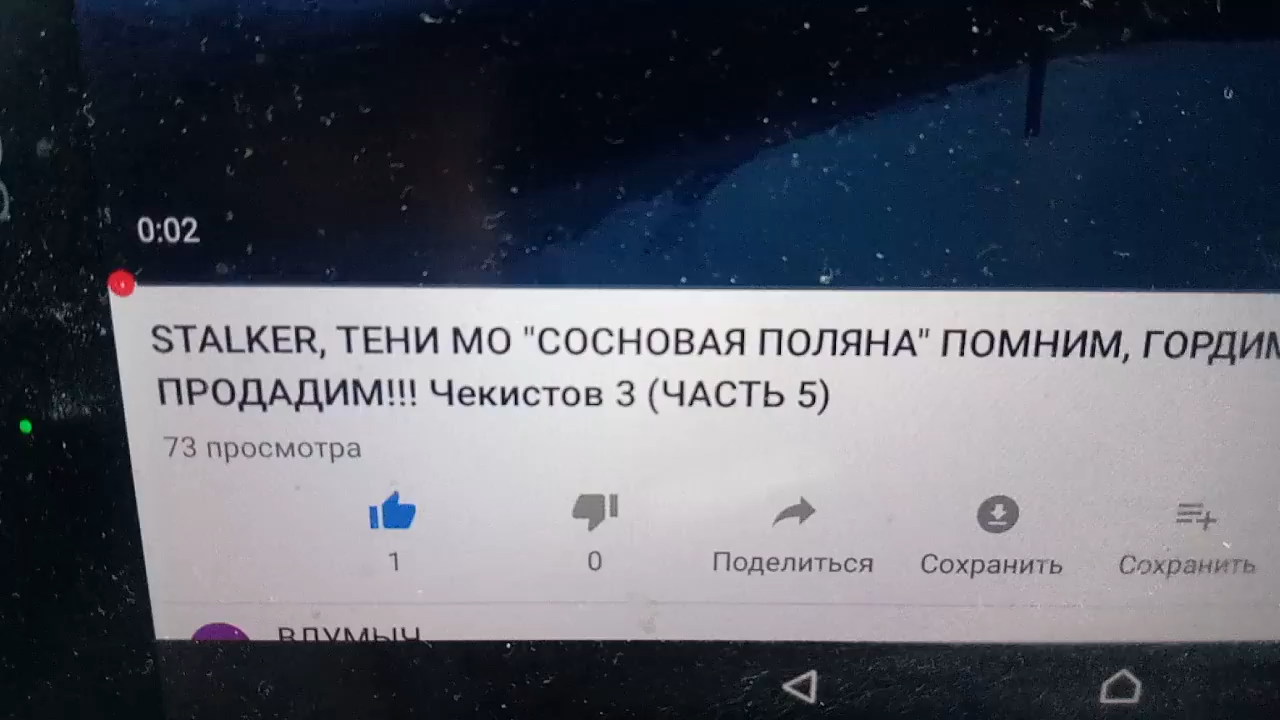 0:02
STALKER, ТЕНИ МО "СОСНОВАЯ ПОЛЯНА" ПОМНИМ, ГОРДИМ
ПРОДАДИМ!!! Чекистов 3 (ЧАСТЬ 5)
73 просмотра
1 0 Поделиться Сохранить Сохранить
ВДУМЫЧ